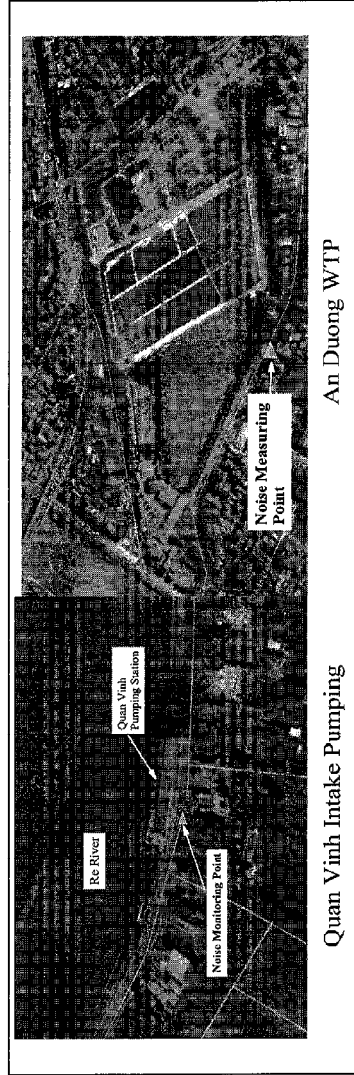 Re River
Quan Vinh
Pumping Station
Noise Monitoring Point
Quan Vinh Intake Pumping
Noise Measuring
Point
An Duong WTP